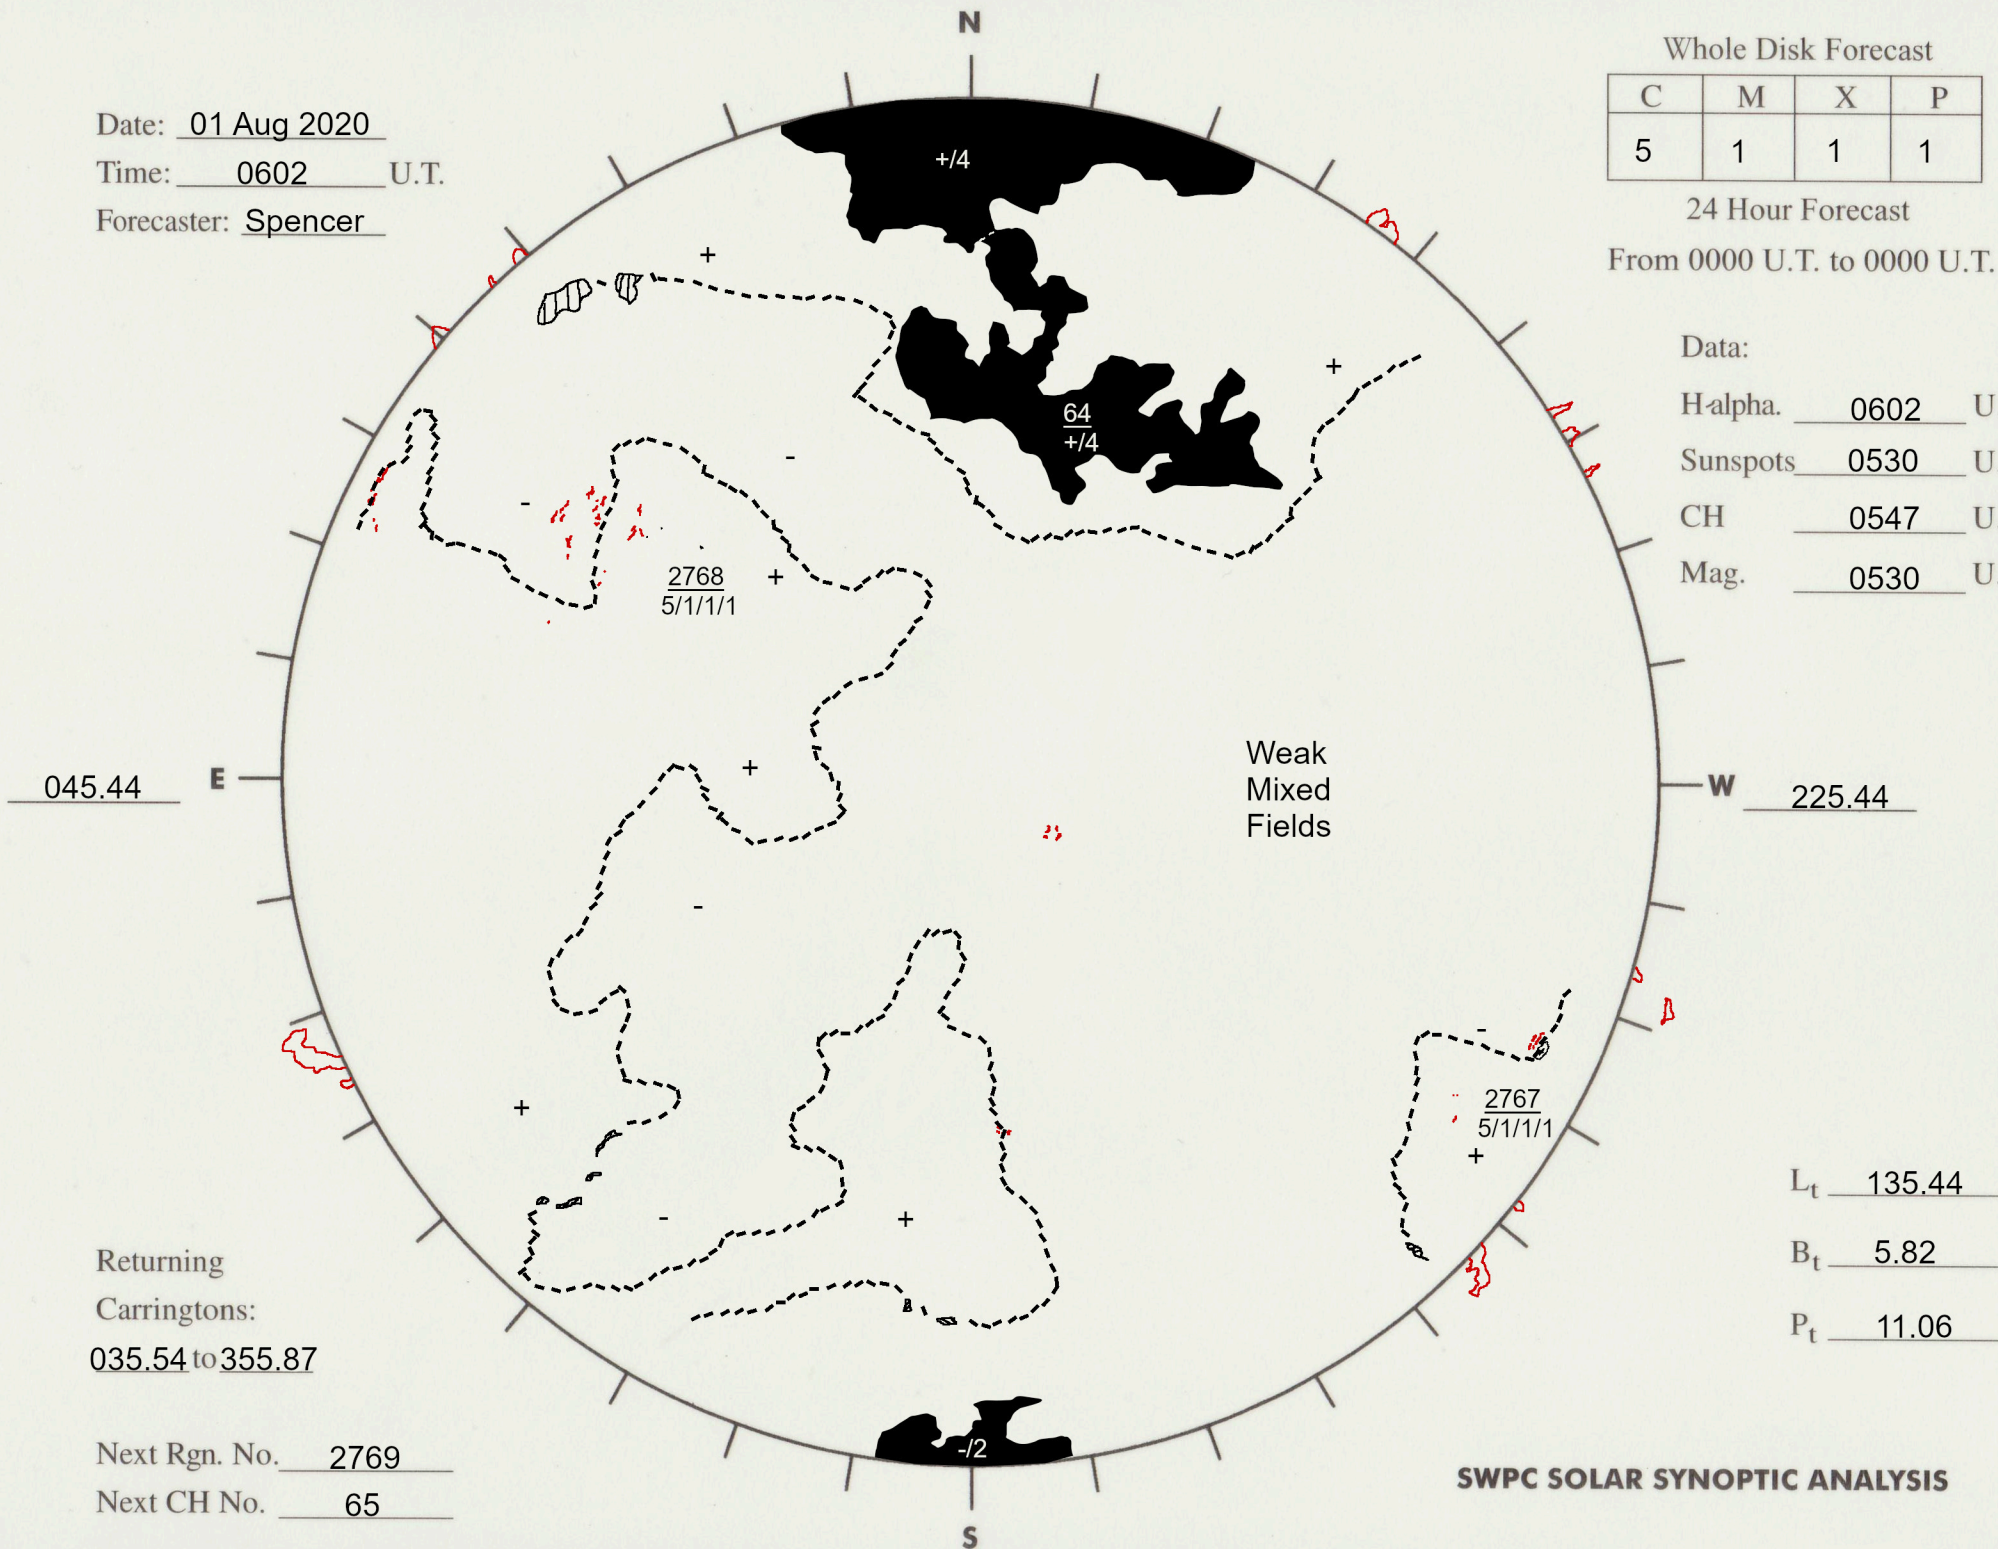 N
Date: 01 Aug 2020
Time: 0602 U.T.
Forecaster: Spencer
Whole Disk Forecast
C M X P
5 1 1 1
24 Hour Forecast
From 0000 U.T. to 0000 U.T.
Data:
H-alpha. 0602 U
Sunspots 0530 U
CH 0547 U
Mag. 0530 U
+/4
+
+
64
+/4
-
-
2768
5/1/1/1
+
+
Weak
Mixed
Fields
045.44 E
W 225.44
-
-
2767
5/1/1/1
+
+
-
+
Lt 135.44
Bt 5.82
Pt 11.06
Returning
Carringtons:
035.54 to 355.87
Next Rgn. No. 2769
Next CH No. 65
-/2
S
SWPC SOLAR SYNOPTIC ANALYSIS